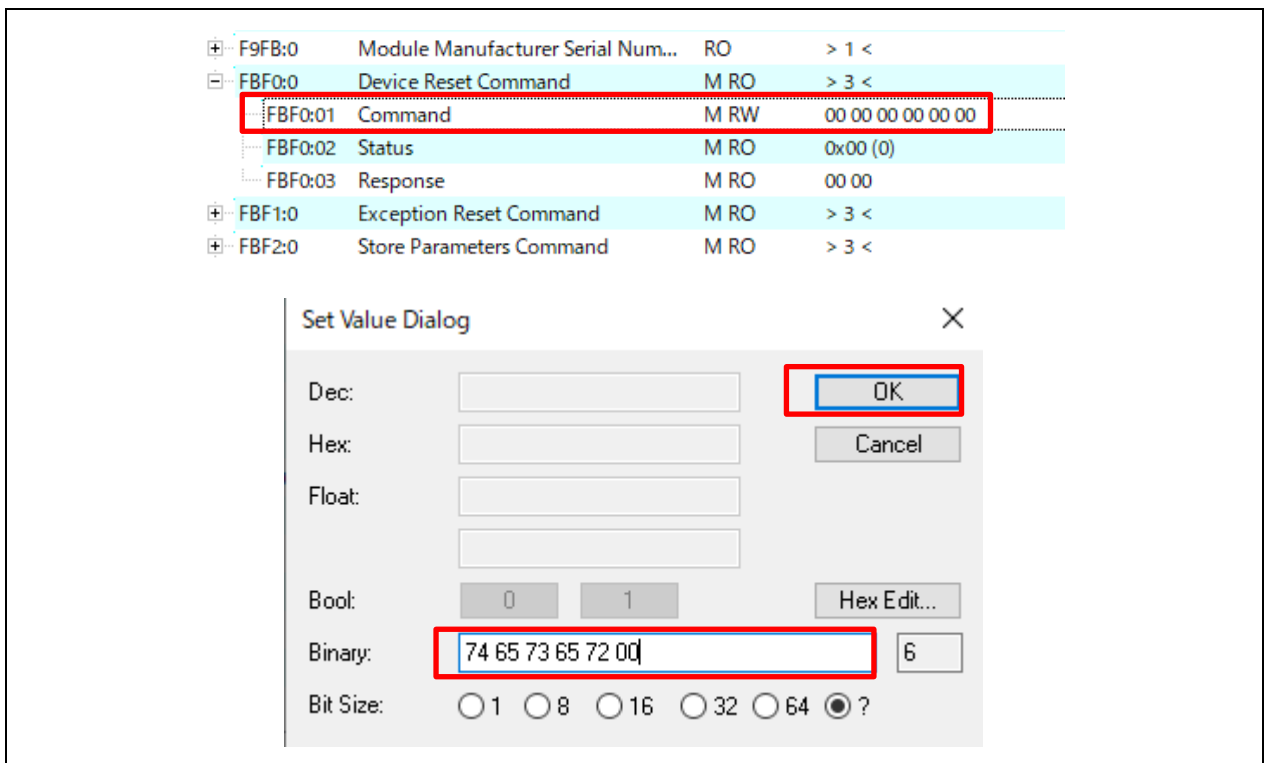 F9FB:0 Module Manufacturer Serial Num... RO > 1 <
FBF0:0 Device Reset Command M RO > 3 <
FBF0:01 Command M RW 00 00 00 00 00 00
FBF0:02 Status M RO 0x00 (0)
FBF0:03 Response M RO 00 00
FBF1:0 Exception Reset Command M RO > 3 <
FBF2:0 Store Parameters Command M RO > 3 <
Set Value Dialog
Dec: OK
Hex: Cancel
Float:
Bool: 0 1 Hex Edit...
Binary: 74 65 73 65 72 00 6
Bit Size: 1 8 16 32 64 ?